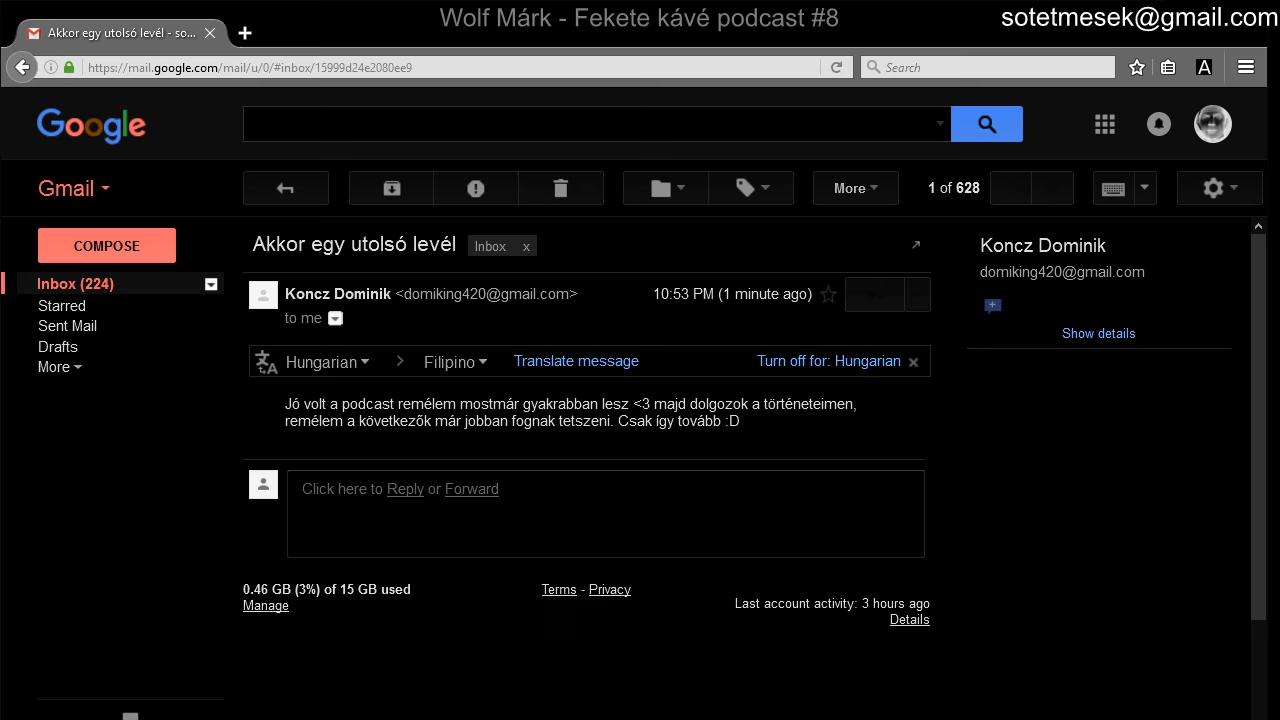 Wolf Márk - Fekete kávé podcast #8
sotetmesek@gmail.com
Akkor egy utolsó levél - so...
https://mail.google.com/mail/u/0/#inbox/15999d24e2080ee9
Search
A
Google
Gmail
More
1 of 628
COMPOSE
Inbox (224)
Starred
Sent Mail
Drafts
More
Akkor egy utolsó levél
Inbox x
Koncz Dominik <domiking420@gmail.com>
10:53 PM (1 minute ago)
to me
Hungarian
Filipino
Translate message
Turn off for: Hungarian
Jó volt a podcast remélem mostmár gyakrabban lesz <3 majd dolgozok a történeteimen,
remélem a következők már jobban fognak tetszeni. Csak így tovább :D
Click here to Reply or Forward
Koncz Dominik
domiking420@gmail.com
Show details
0.46 GB (3%) of 15 GB used
Manage
Terms - Privacy
Last account activity: 3 hours ago
Details